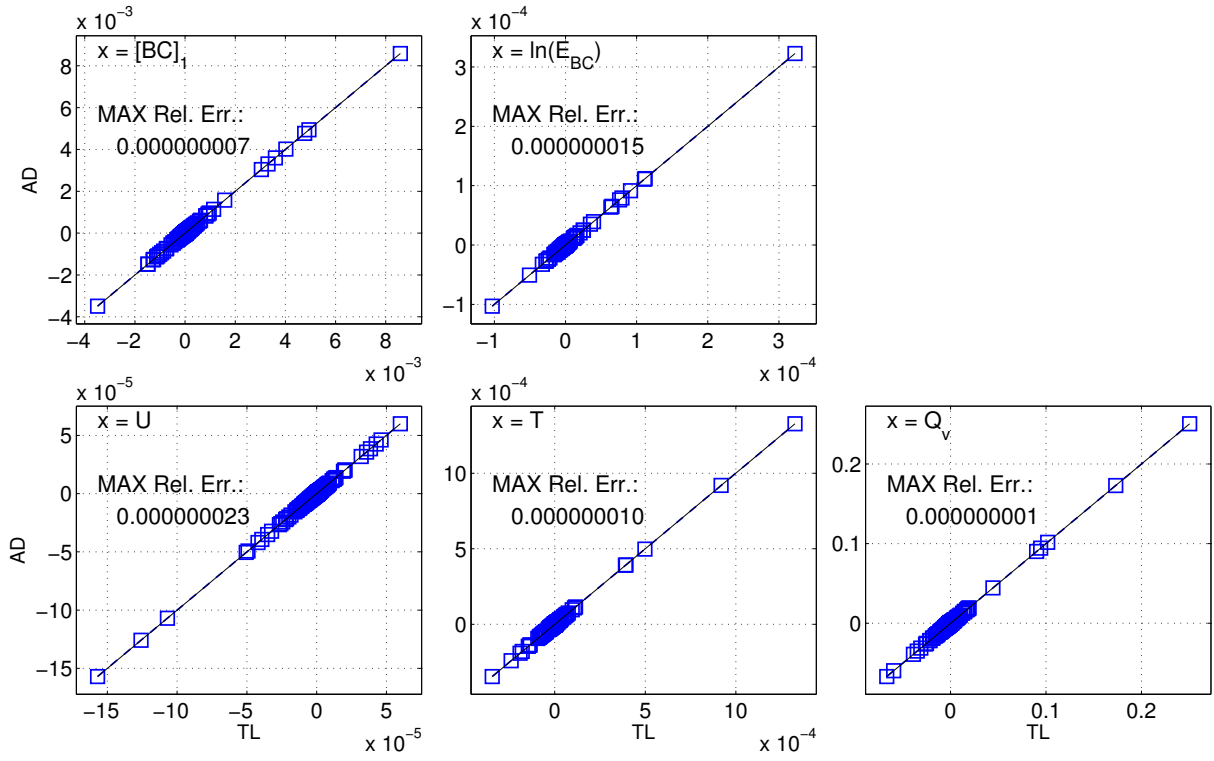 x 10⁻³
x = [BC]₁
MAX Rel. Err.:
0.000000007
AD
8
6
4
2
0
−2
−4
−4 −2 0 2 4 6 8
x 10⁻³
x 10⁻⁴
x = ln(E_BC)
MAX Rel. Err.:
0.000000015
3
2
1
0
−1
−1 0 1 2 3
x 10⁻⁴
x 10⁻⁵
x = U
MAX Rel. Err.:
0.000000023
AD
5
0
−5
−10
−15
−15 −10 −5 0 5
TL
x 10⁻⁵
x 10⁻⁴
x = T
MAX Rel. Err.:
0.000000010
10
5
0
0 5 10
TL
x 10⁻⁴
x = Q_v
MAX Rel. Err.:
0.000000001
0.2
0.1
0
0 0.1 0.2
TL